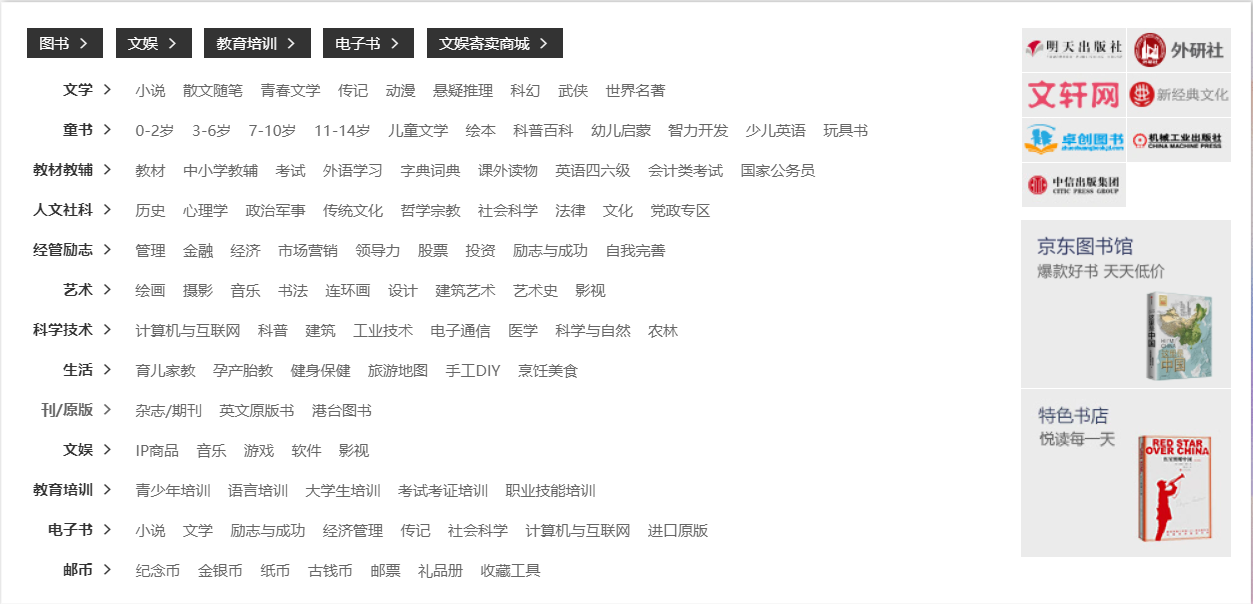 图书 文娱 教育培训 电子书 文娱寄卖商城
文学 小说 散文随笔 青春文学 传记 动漫 悬疑推理 科幻 武侠 世界名著
童书 0-2岁 3-6岁 7-10岁 11-14岁 儿童文学 绘本 科普百科 幼儿启蒙 智力开发 少儿英语 玩具书
教材教辅 教材 中小学教辅 考试 外语学习 字典词典 课外读物 英语四六级 会计类考试 国家公务员
人文社科 历史 心理学 政治军事 传统文化 哲学宗教 社会科学 法律 文化 党政专区
经管励志 管理 金融 经济 市场营销 领导力 股票 投资 励志与成功 自我完善
艺术 绘画 摄影 音乐 书法 连环画 设计 建筑艺术 艺术史 影视
科学技术 计算机与互联网 科普 建筑 工业技术 电子通信 医学 科学与自然 农林
生活 育儿家教 孕产胎教 健身保健 旅游地图 手工DIY 烹饪美食
刊/原版 杂志/期刊 英文原版书 港台图书
文娱 IP商品 音乐 游戏 软件 影视
教育培训 青少年培训 语言培训 大学生培训 考试考证培训 职业技能培训
电子书 小说 文学 励志与成功 经济管理 传记 社会科学 计算机与互联网 进口原版
邮币 纪念币 金银币 纸币 古钱币 邮票 礼品册 收藏工具
明天出版社 外研社
文轩网 新经典文化
卓创图书 机械工业出版社
CHINA MACHINE PRESS
中信出版集团
CITIC PRESS GROUP
京东图书馆
爆款好书 天天低价
中国
特色书店
悦读每一天
RED STAR
OVER CHINA